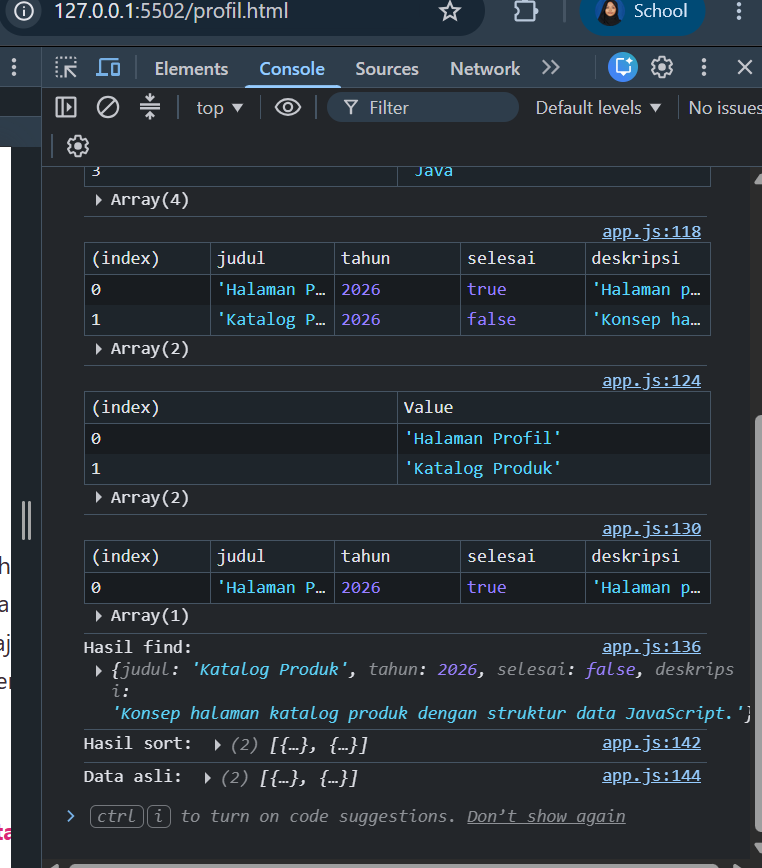 127.0.0.1:5502/profil.html School
Elements Console Sources Network
top Filter Default levels No issues
3 Java
Array(4)
app.js:118
(index) judul tahun selesai deskripsi
0 'Halaman P… 2026 true 'Halaman p…
1 'Katalog P… 2026 false 'Konsep ha…
Array(2)
app.js:124
(index) Value
0 'Halaman Profil'
1 'Katalog Produk'
Array(2)
app.js:130
(index) judul tahun selesai deskripsi
0 'Halaman P… 2026 true 'Halaman p…
Array(1)
Hasil find: app.js:136
{judul: 'Katalog Produk', tahun: 2026, selesai: false, deskrips
i:
'Konsep halaman katalog produk dengan struktur data JavaScript.'}
Hasil sort: (2) [{…}, {…}] app.js:142
Data asli: (2) [{…}, {…}] app.js:144
ctrl i to turn on code suggestions. Don't show again